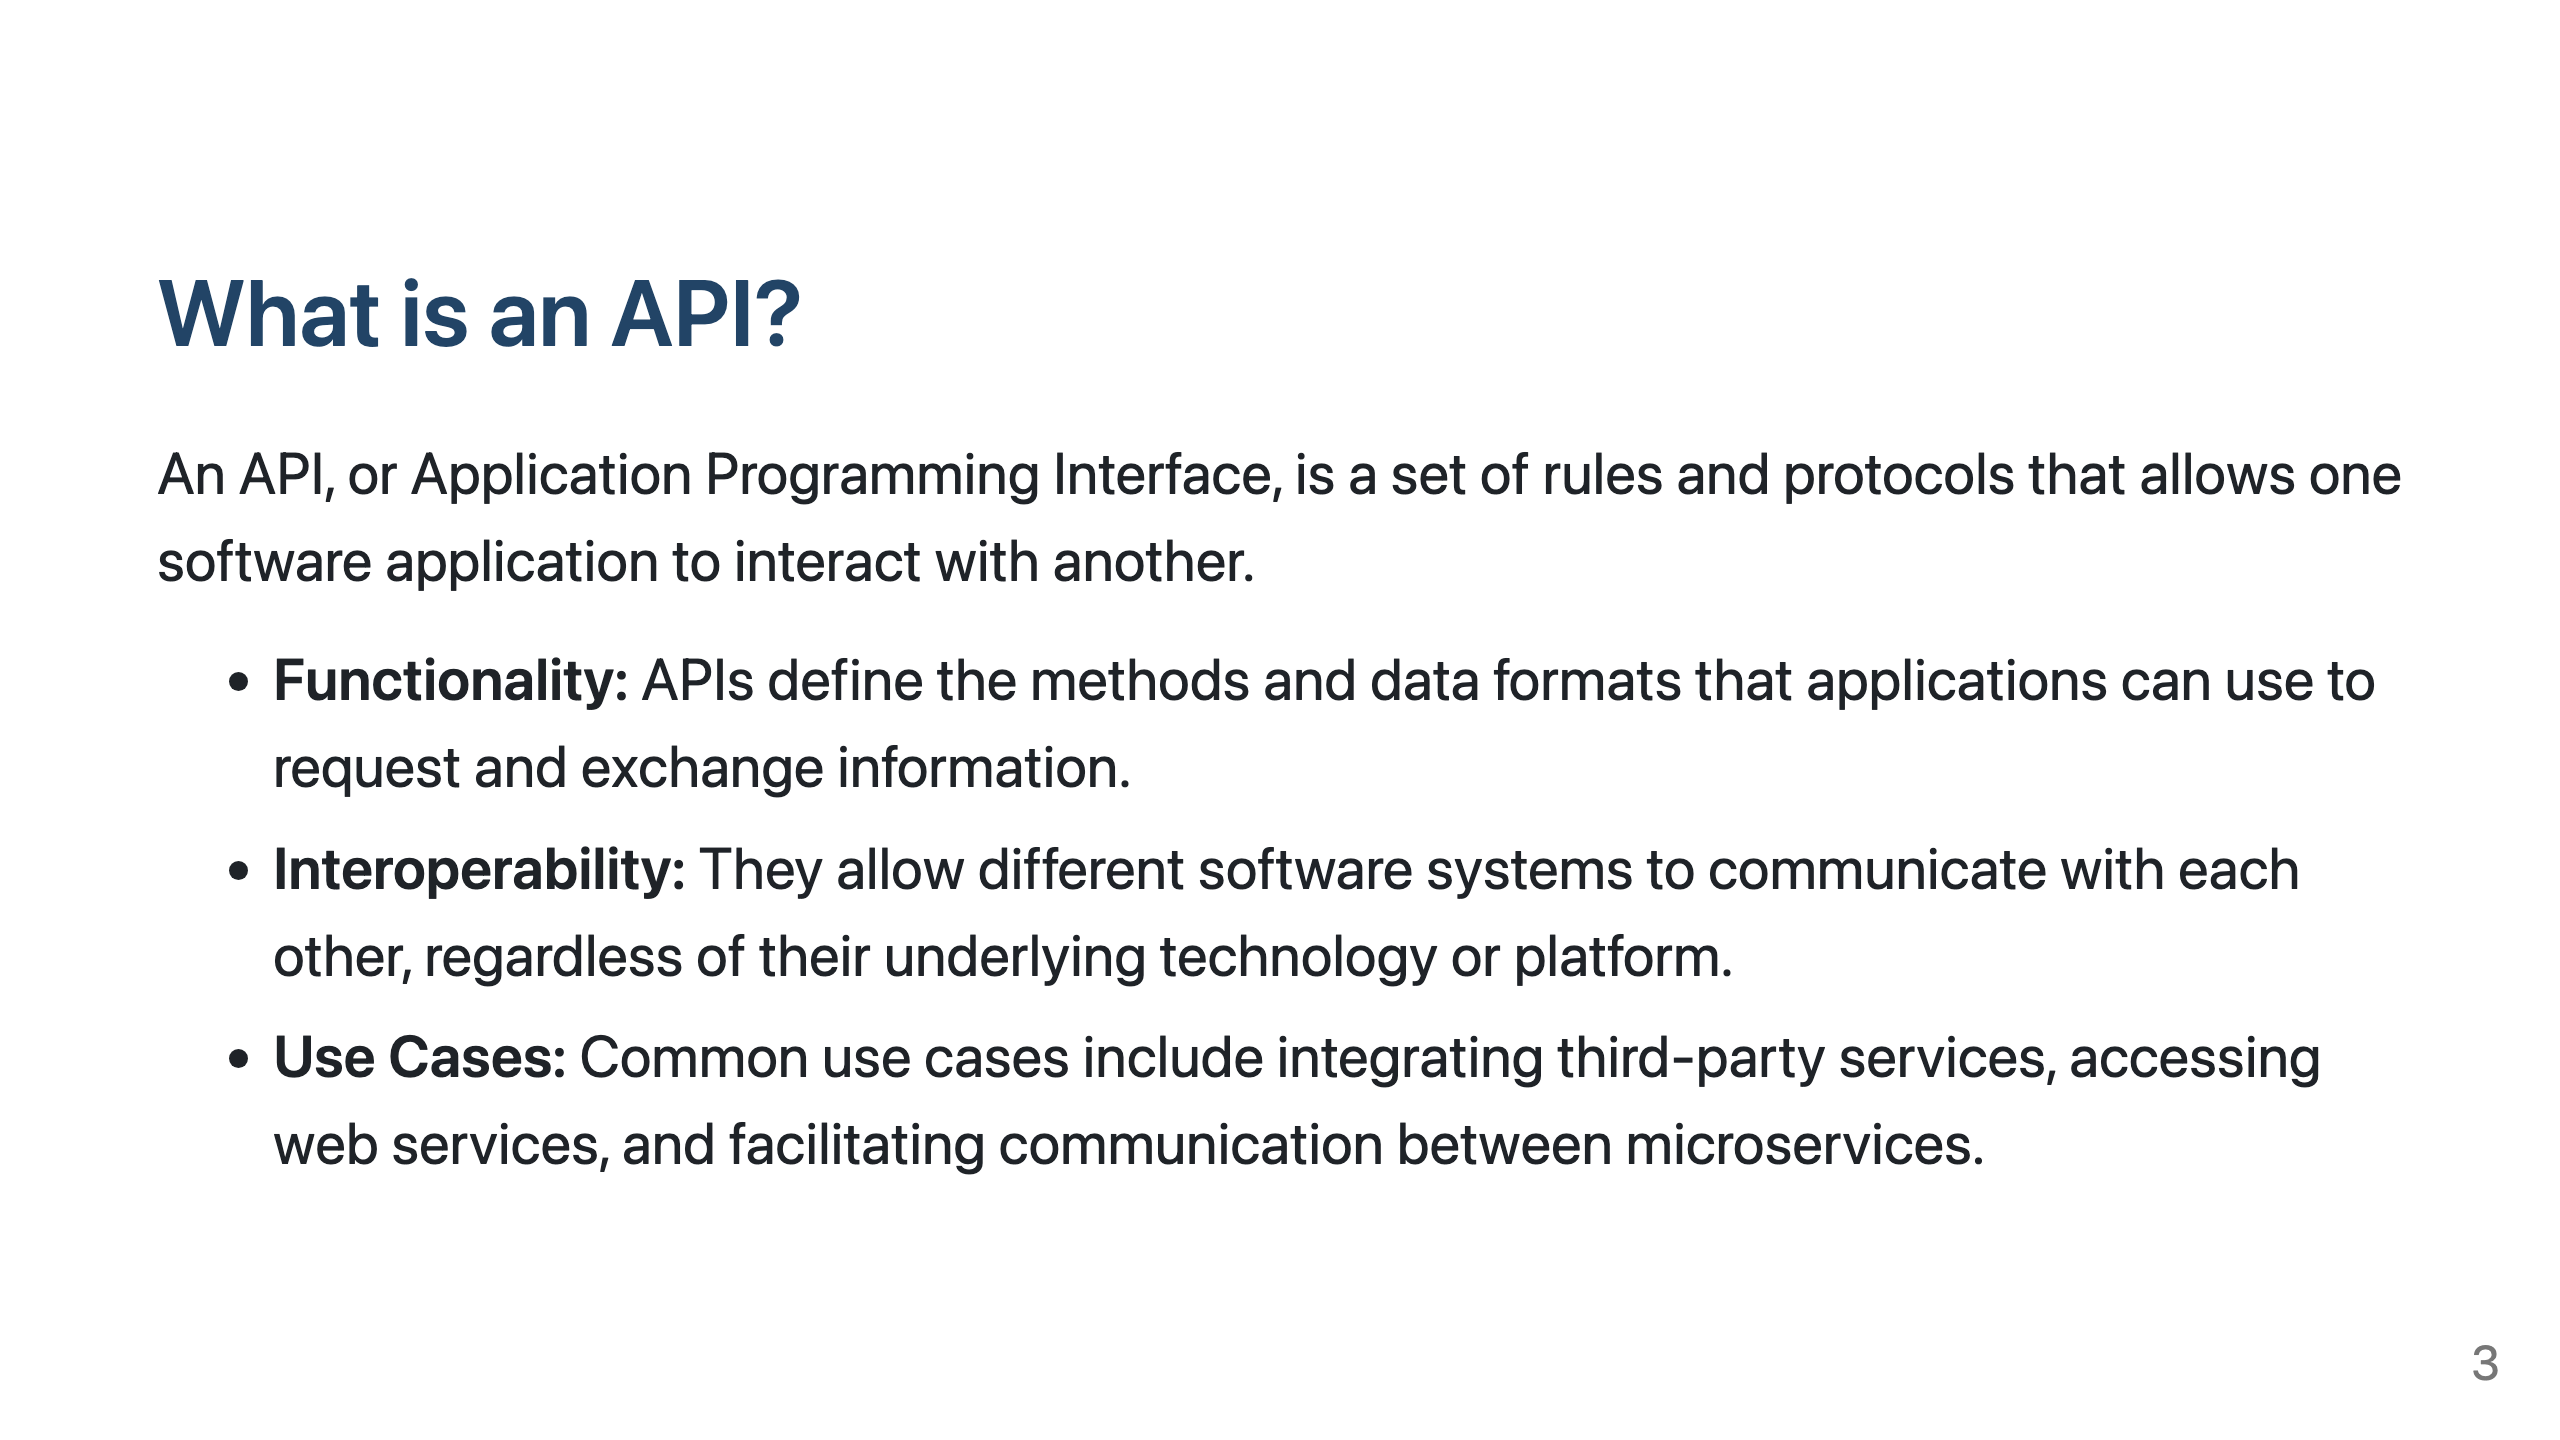 What is an API?
An API, or Application Programming Interface, is a set of rules and protocols that allows one
software application to interact with another.
• Functionality: APIs define the methods and data formats that applications can use to
request and exchange information.
• Interoperability: They allow different software systems to communicate with each
other, regardless of their underlying technology or platform.
• Use Cases: Common use cases include integrating third-party services, accessing
web services, and facilitating communication between microservices.
3